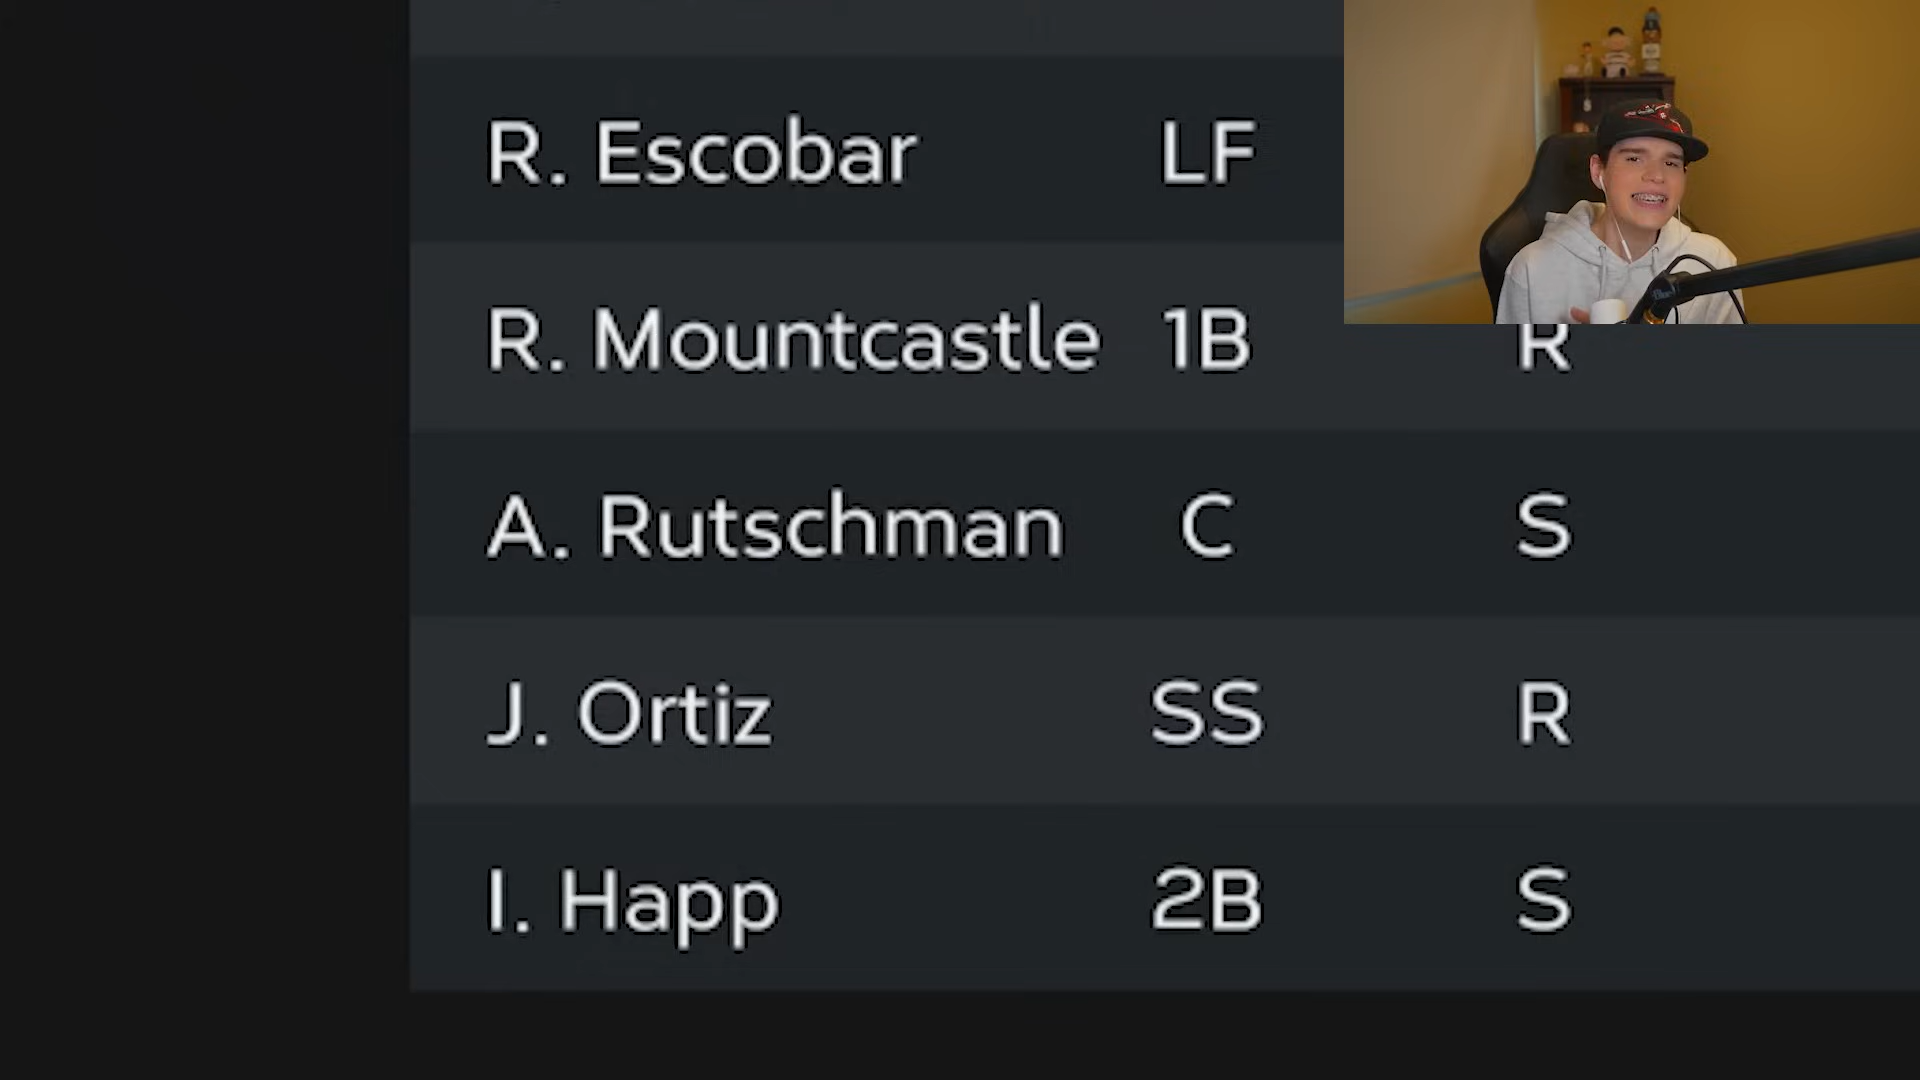 R. Escobar LF
R. Mountcastle 1B R
A. Rutschman C S
J. Ortiz SS R
I. Happ 2B S